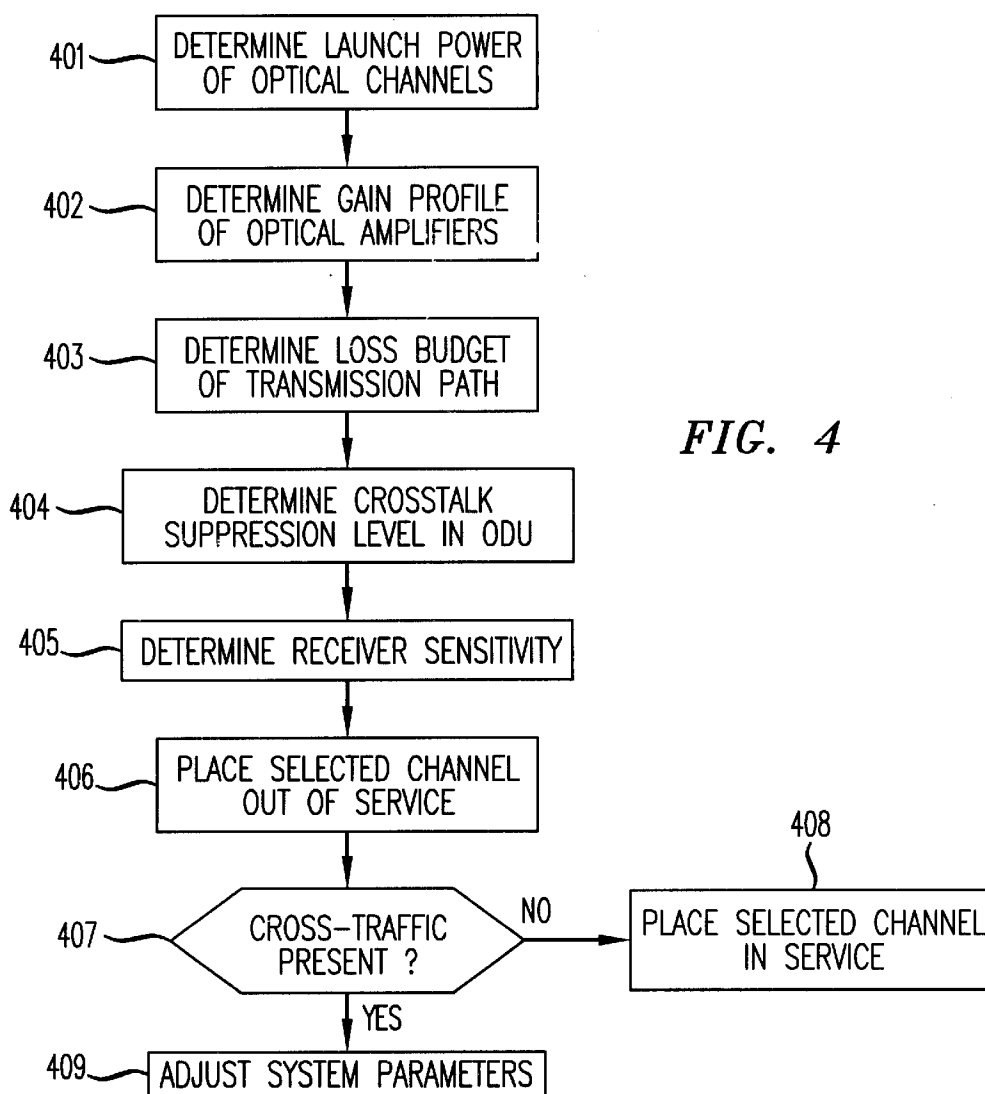 401
DETERMINE LAUNCH POWER
OF OPTICAL CHANNELS
402
DETERMINE GAIN PROFILE
OF OPTICAL AMPLIFIERS
403
DETERMINE LOSS BUDGET
OF TRANSMISSION PATH
FIG. 4
404
DETERMINE CROSSTALK
SUPPRESSION LEVEL IN ODU
405
DETERMINE RECEIVER SENSITIVITY
406
PLACE SELECTED CHANNEL
OUT OF SERVICE
407
CROSS-TRAFFIC
PRESENT ?
NO
408
PLACE SELECTED CHANNEL
IN SERVICE
YES
409
ADJUST SYSTEM PARAMETERS